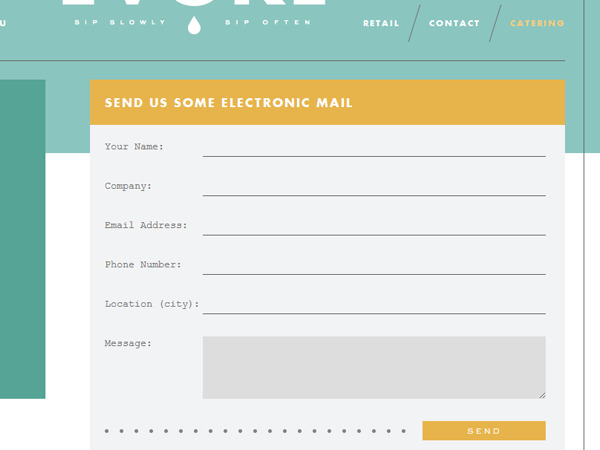 SIP SLOWLY SIP OFTEN
RETAIL CONTACT CATERING
SEND US SOME ELECTRONIC MAIL
Your Name:
Company:
Email Address:
Phone Number:
Location (city):
Message:
SEND